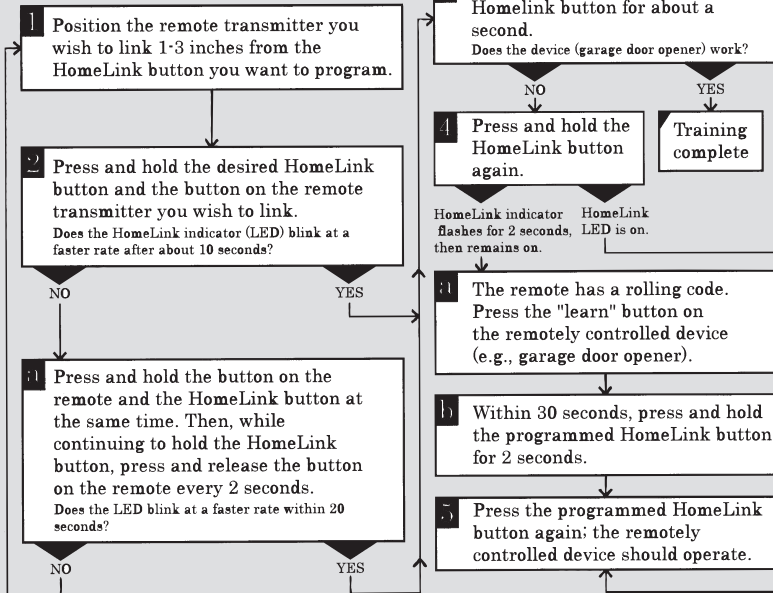 1
Position the remote transmitter you
wish to link 1-3 inches from the
HomeLink button you want to program.
2
Press and hold the desired HomeLink
button and the button on the remote
transmitter you wish to link.
Does the HomeLink indicator (LED) blink at a
faster rate after about 10 seconds?
NO
YES
a
Press and hold the button on the
remote and the HomeLink button at
the same time. Then, while
continuing to hold the HomeLink
button, press and release the button
on the remote every 2 seconds.
Does the LED blink at a faster rate within 20
seconds?
NO
YES
Homelink button for about a
second.
Does the device (garage door opener) work?
NO
YES
4
Press and hold the
HomeLink button
again.
Training
complete
HomeLink indicator
flashes for 2 seconds,
then remains on.
HomeLink
LED is on.
a
The remote has a rolling code.
Press the "learn" button on
the remotely controlled device
(e.g., garage door opener).
b
Within 30 seconds, press and hold
the programmed HomeLink button
for 2 seconds.
5
Press the programmed HomeLink
button again; the remotely
controlled device should operate.